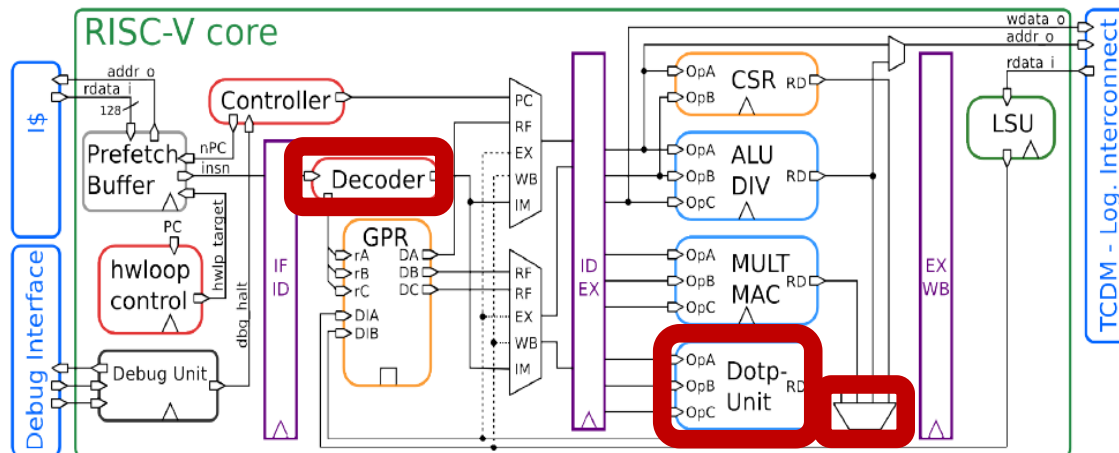 RISC-V core
I$
addr_o
rdata_i
128
Prefetch
Buffer
nPC
insn
Controller
hwlp_target
PC
hwloop
control
dbg_halt
Debug Interface
Debug Unit
IF
ID
Decoder
GPR
rA
rB
rC
DIA
DIB
DA
DB
DC
PC
RF
EX
WB
IM
RF
RF
EX
WB
IM
ID
EX
OpA
OpB
CSR
RD
OpA
OpB
OpC
ALU
DIV
RD
OpA
OpB
OpC
MULT
MAC
RD
OpA
OpB
OpC
Dotp-
Unit
RD
EX
WB
wdata_o
addr_o
rdata_i
LSU
TCDM - Log. Interconnect